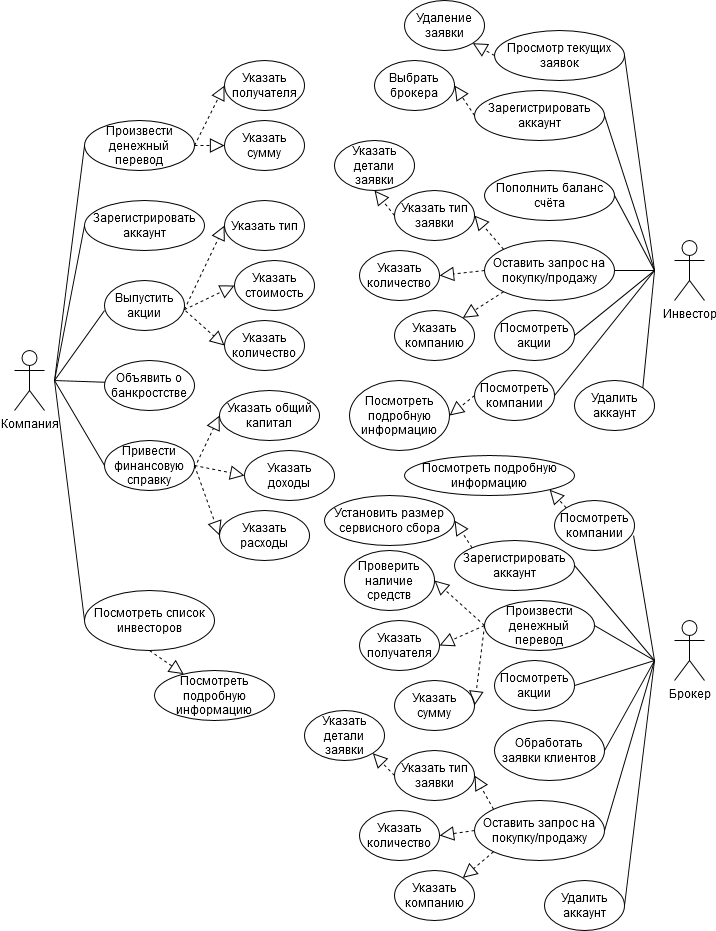 Удаление
заявки
Просмотр текущих
заявок
Указать
получателя
Выбрать
брокера
Зарегистрировать
аккаунт
Произвести
денежный
перевод
Указать
сумму
Указать
детали
заявки
Пополнить баланс
счёта
Зарегистрировать
аккаунт
Указать тип
Указать тип
заявки
Оставить запрос на
покупку/продажу
Указать
количество
Указать
стоимость
Выпустить
акции
Инвестор
Указать
количество
Указать
компанию
Посмотреть
акции
Компания
Объявить о
банкростстве
Посмотреть
компании
Удалить
аккаунт
Указать общий
капитал
Посмотреть
подробную
информацию
Привести
финансовую
справку
Указать
доходы
Посмотреть подробную
информацию
Указать
расходы
Установить размер
сервисного сбора
Посмотреть
компании
Зарегистрировать
аккаунт
Проверить
наличие
средств
Посмотреть список
инвесторов
Произвести
денежный
перевод
Указать
получателя
Посмотреть
подробную
информацию
Посмотреть
акции
Брокер
Указать
сумму
Указать
детали
заявки
Обработать
заявки клиентов
Указать тип
заявки
Оставить запрос на
покупку/продажу
Указать
количество
Указать
компанию
Удалить
аккаунт